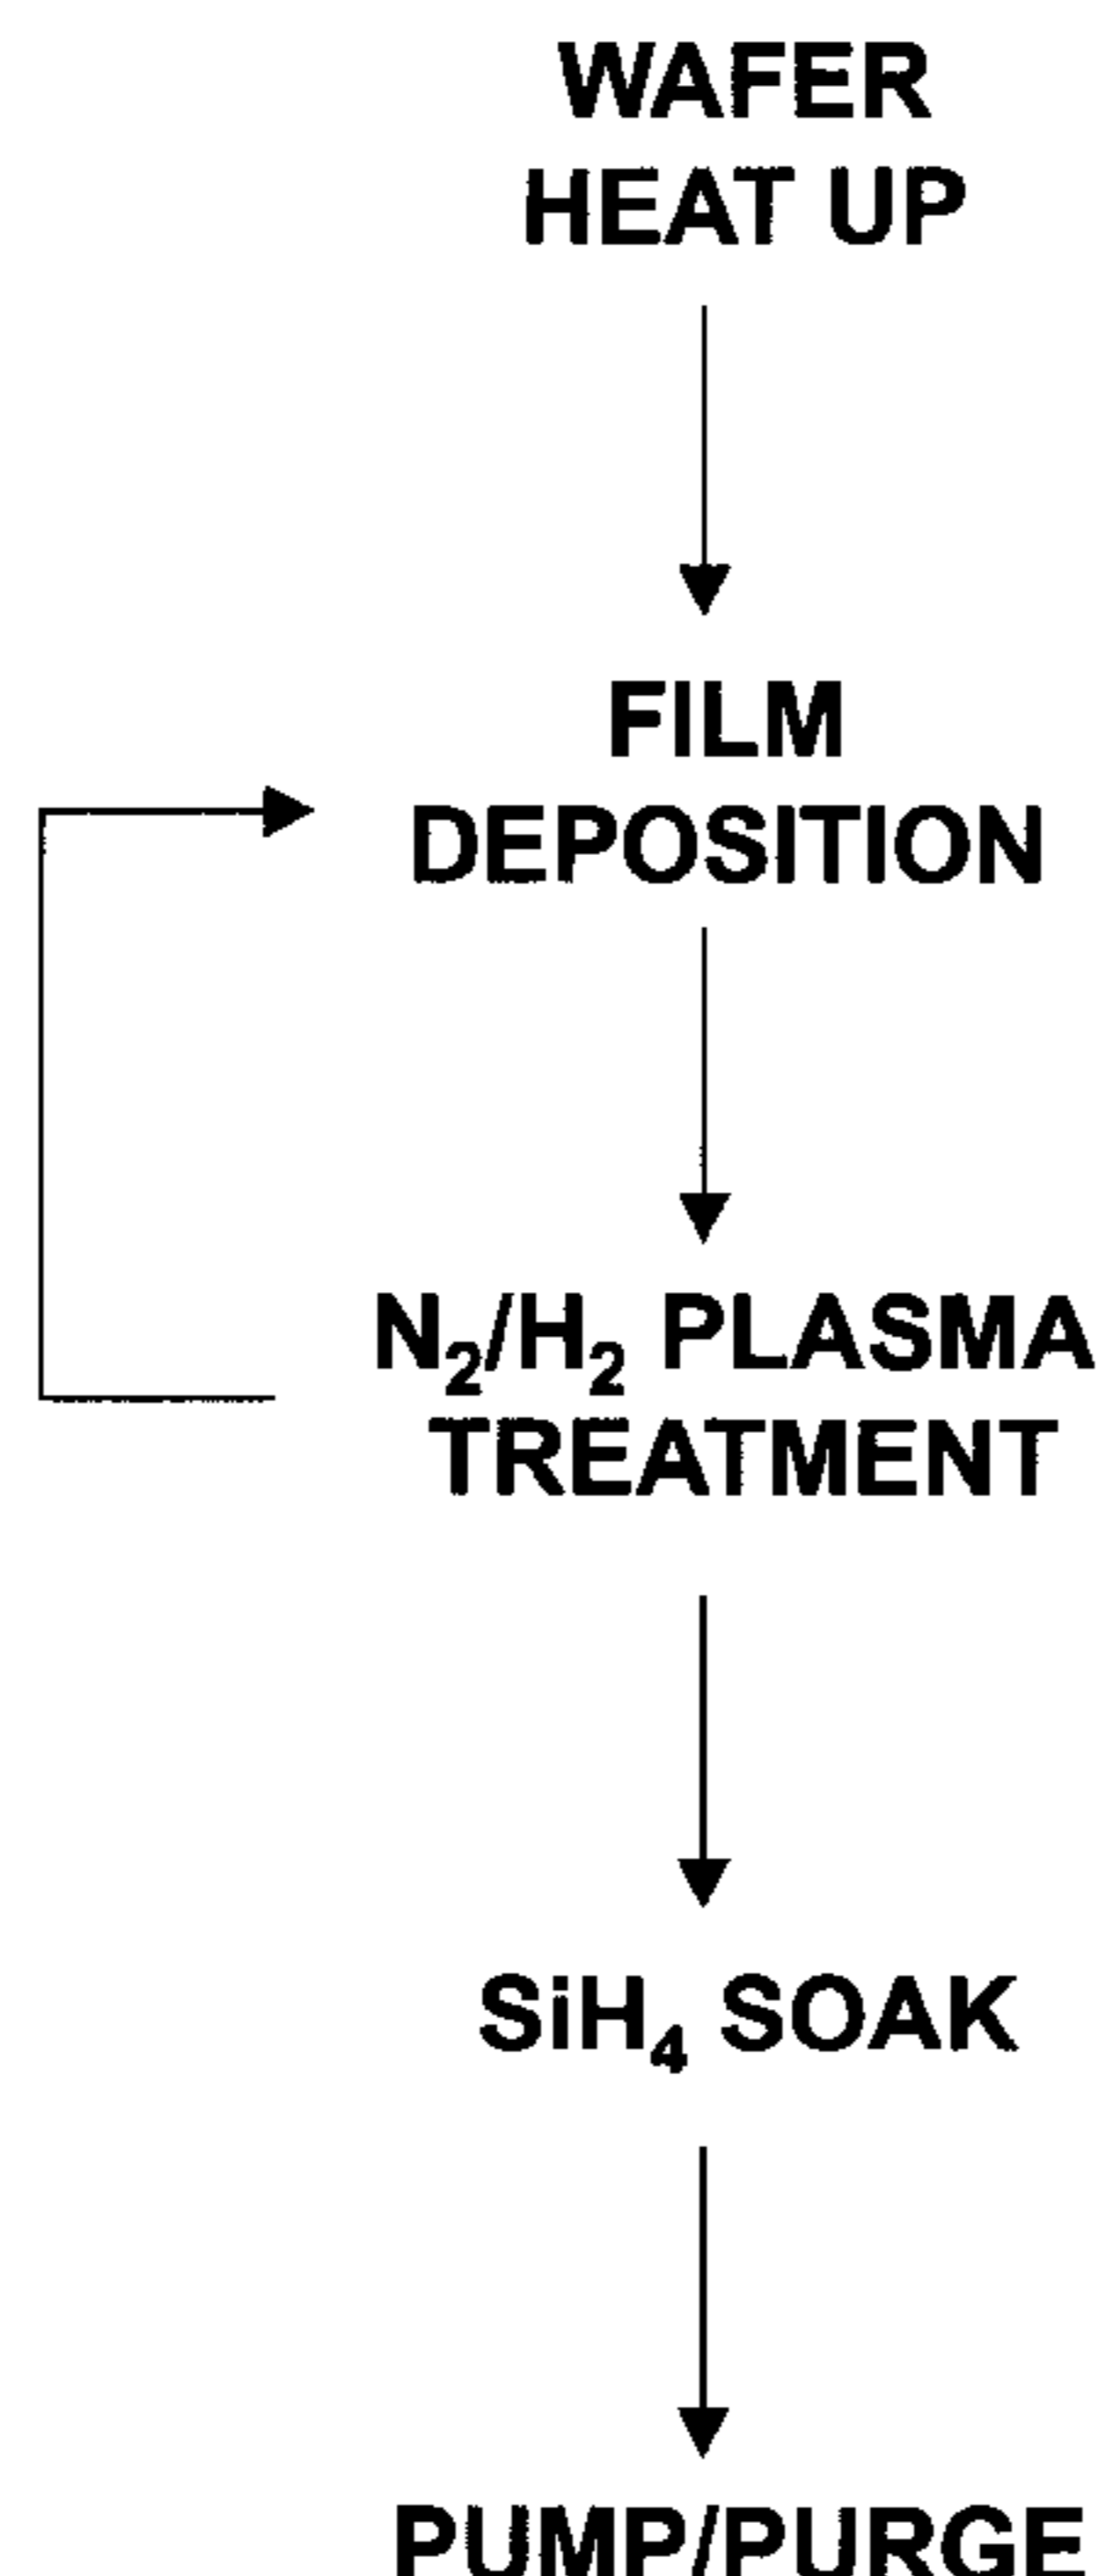 WAFER
HEAT UP
FILM
DEPOSITION
N₂/H₂ PLASMA
TREATMENT
SiH₄ SOAK
PUMP/PURGE